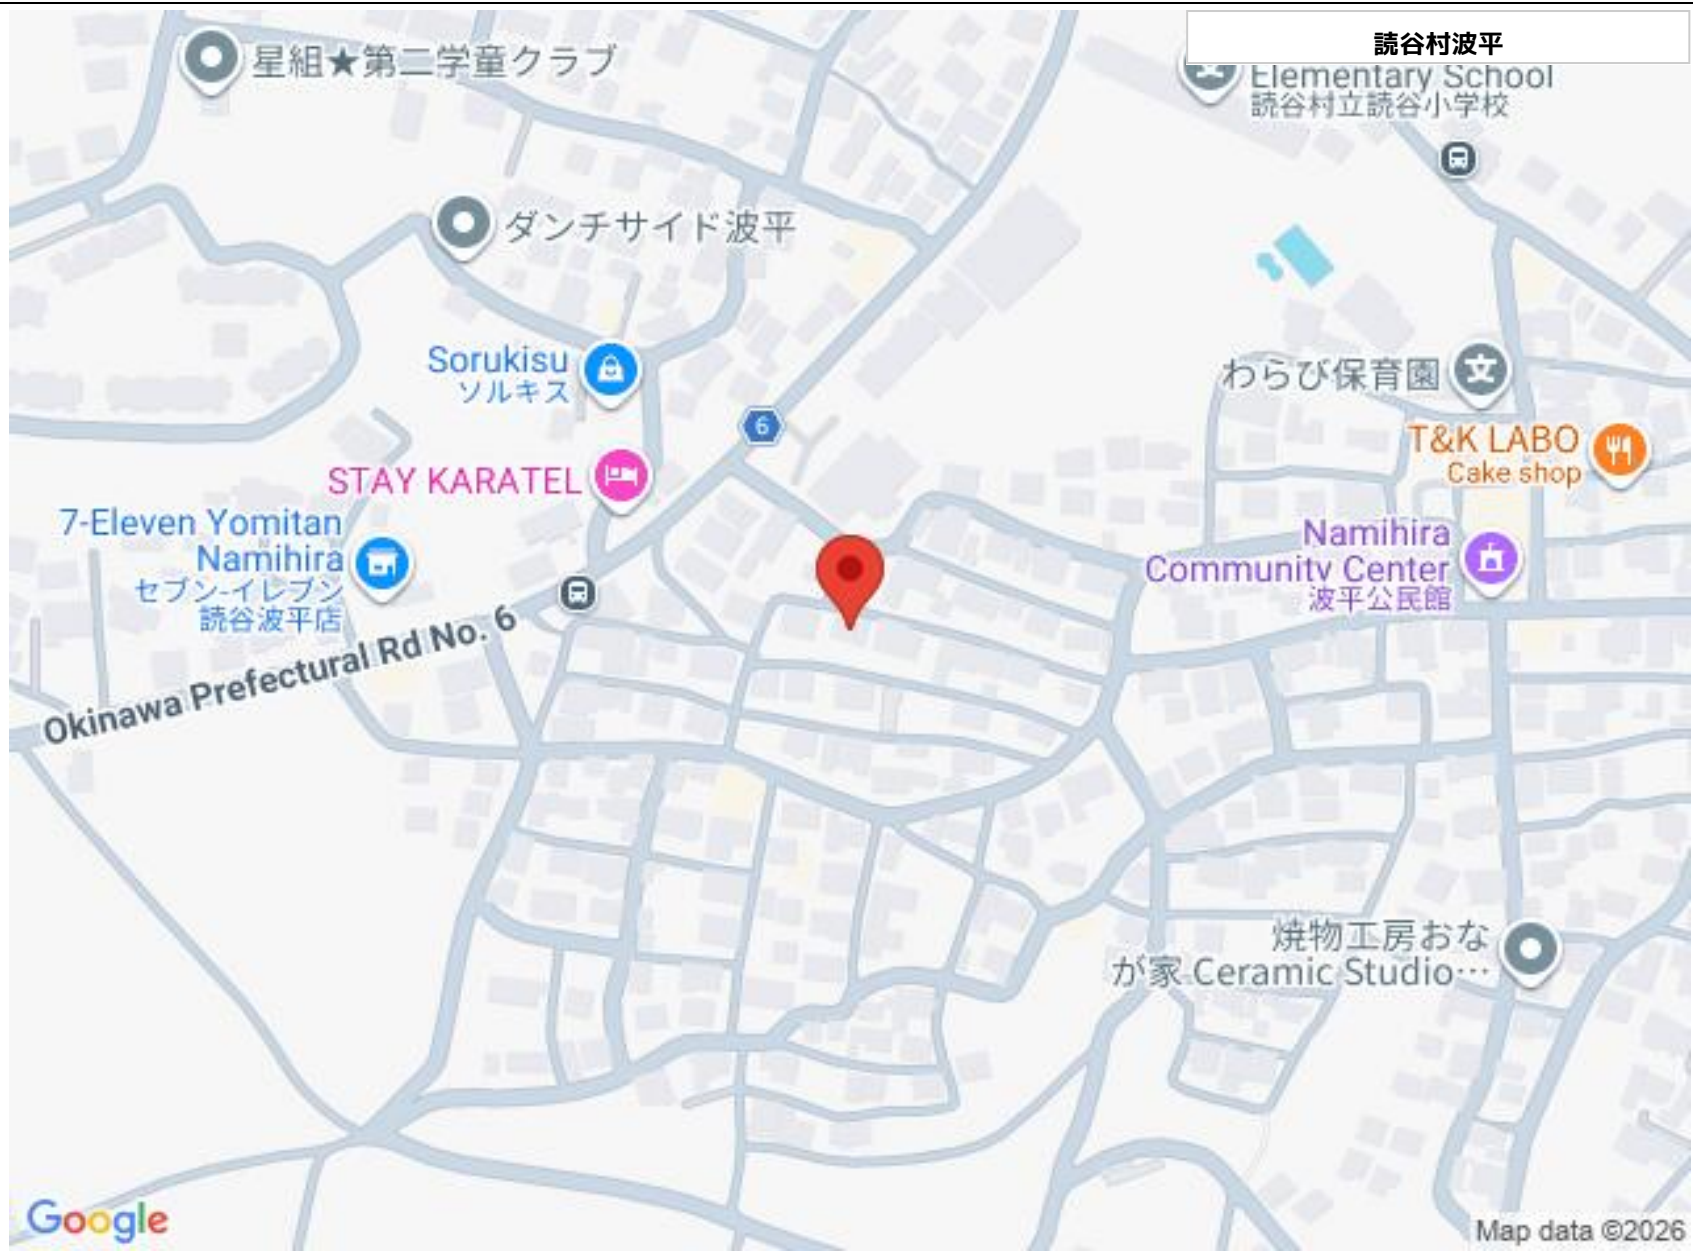 読谷村波平
星組★第二学童クラブ
Elementary School
読谷村立読谷小学校
ダンチサイド波平
Sorukisu
ソルキス
6
わらび保育園
T&K LABO
Cake shop
STAY KARATEL
7-Eleven Yomitan
Namihira
セブン-イレブン
読谷波平店
Namihira
Community Center
波平公民館
Okinawa Prefectural Rd No. 6
焼物工房おな
が家 Ceramic Studio…
Google
Map data ©2026